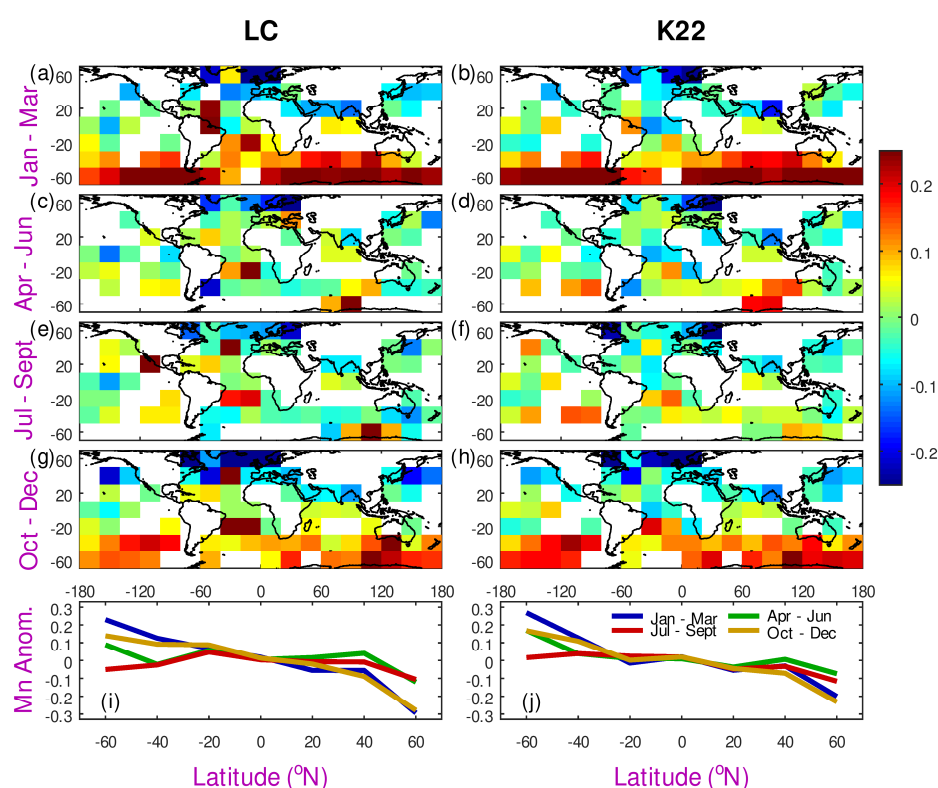 LC K22
(a) (b)
Jan - Mar
60
20
-20
-60
60
20
-20
-60
0.2
0.1
0
-0.1
-0.2
(c) (d)
Apr - Jun
60
20
-20
-60
60
20
-20
-60
(e) (f)
Jul - Sept
60
20
-20
-60
60
20
-20
-60
(g) (h)
Oct - Dec
60
20
-20
-60
60
20
-20
-60
-180 -120 -60 0 60 120 180
-180 -120 -60 0 60 120 180
Mn Anom.
0.3
0.2
0.1
0
-0.1
-0.2
-0.3
(i)
0.3
0.2
0.1
0
-0.1
-0.2
-0.3
Jan - Mar Apr - Jun
Jul - Sept Oct - Dec
(j)
-60 -40 -20 0 20 40 60
-60 -40 -20 0 20 40 60
Latitude (°N) Latitude (°N)